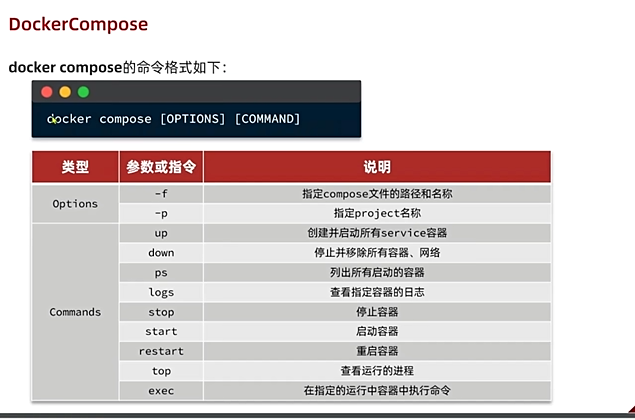 DockerCompose
docker compose的命令格式如下：
docker compose [OPTIONS] [COMMAND]
类型 参数或指令 说明
Options -f 指定compose文件的路径和名称
-p 指定project名称
Commands up 创建并启动所有service容器
down 停止并移除所有容器、网络
ps 列出所有启动的容器
logs 查看指定容器的日志
stop 停止容器
start 启动容器
restart 重启容器
top 查看运行的进程
exec 在指定的运行中容器中执行命令